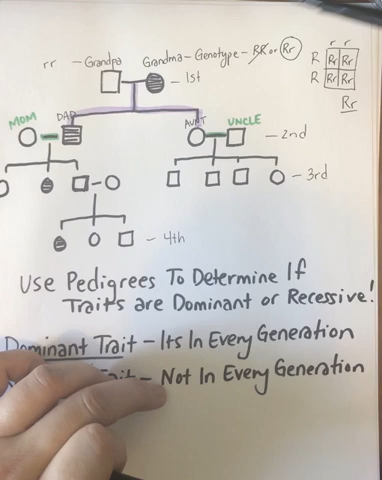 rr - Grandpa Grandma - Genotype - RR or Rr
r r
R Rr Rr
R Rr Rr
Rr
- 1st
MOM DAD AUNT UNCLE
- 2nd
- 3rd
- 4th
Use Pedigrees To Determine If
Traits are Dominant or Recessive!
Dominant Trait - Its In Every Generation
- Not In Every Generation